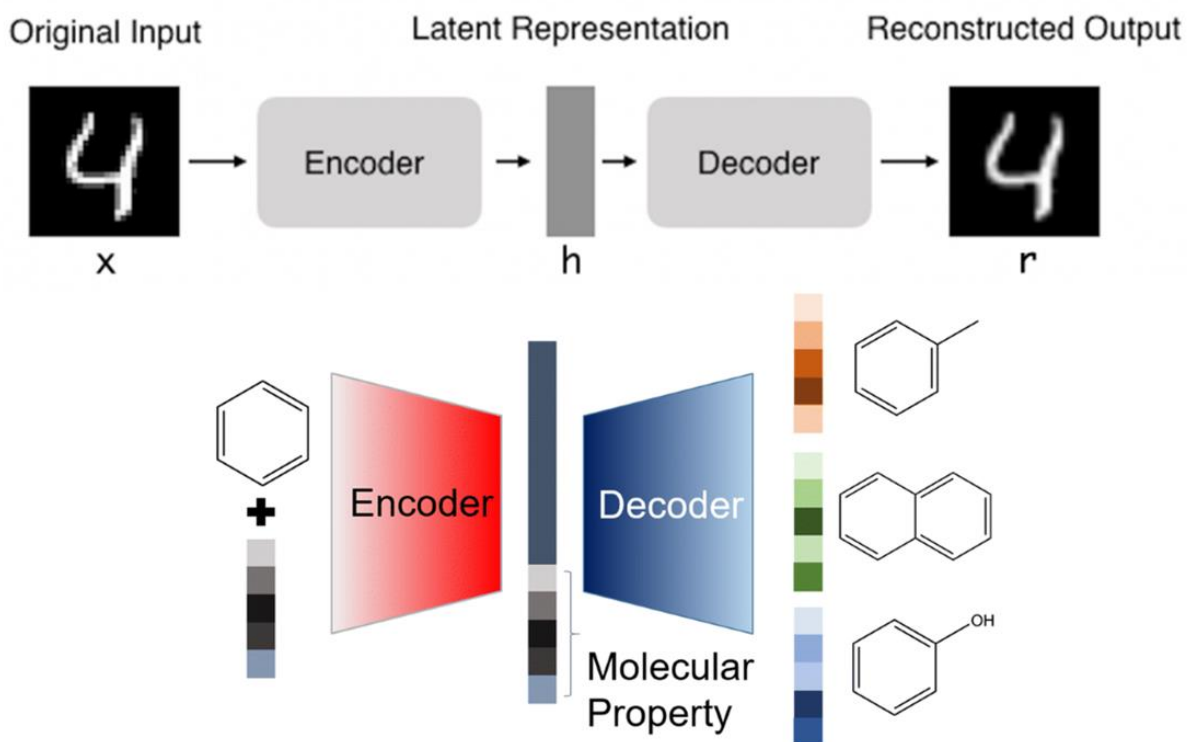 Original Input
Latent Representation
Reconstructed Output
Encoder
Decoder
x
h
r
Encoder
Decoder
OH
Molecular
Property